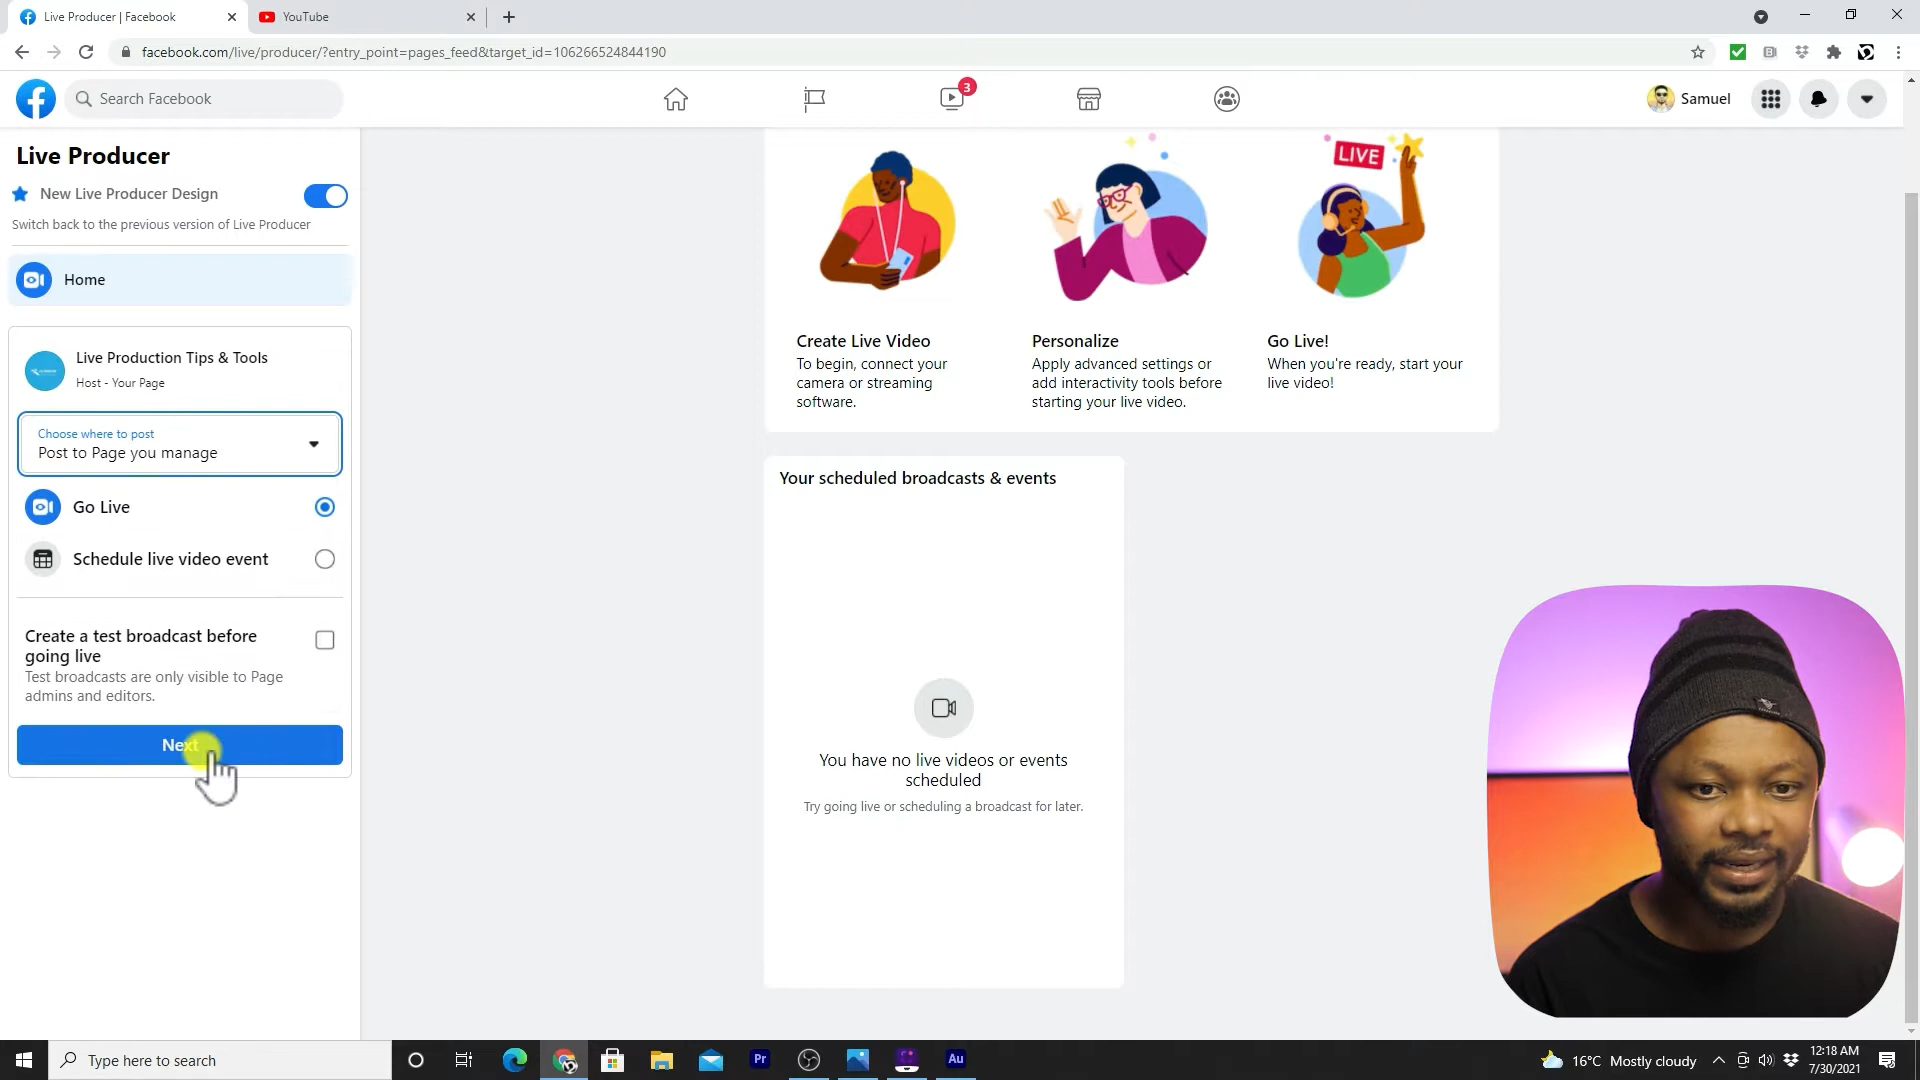 Live Producer | Facebook
YouTube
facebook.com/live/producer/?entry_point=pages_feed&target_id=106266524844190
Search Facebook
3
Samuel
Live Producer
New Live Producer Design
Switch back to the previous version of Live Producer
Home
Live Production Tips & Tools
Host - Your Page
Choose where to post
Post to Page you manage
Go Live
Schedule live video event
Create a test broadcast before
going live
Test broadcasts are only visible to Page
admins and editors.
Next
LIVE
Create Live Video
To begin, connect your
camera or streaming
software.
Personalize
Apply advanced settings or
add interactivity tools before
starting your live video.
Go Live!
When you're ready, start your
live video!
Your scheduled broadcasts & events
You have no live videos or events
scheduled
Try going live or scheduling a broadcast for later.
Type here to search
Pr
Au
16°C Mostly cloudy
12:18 AM
7/30/2021